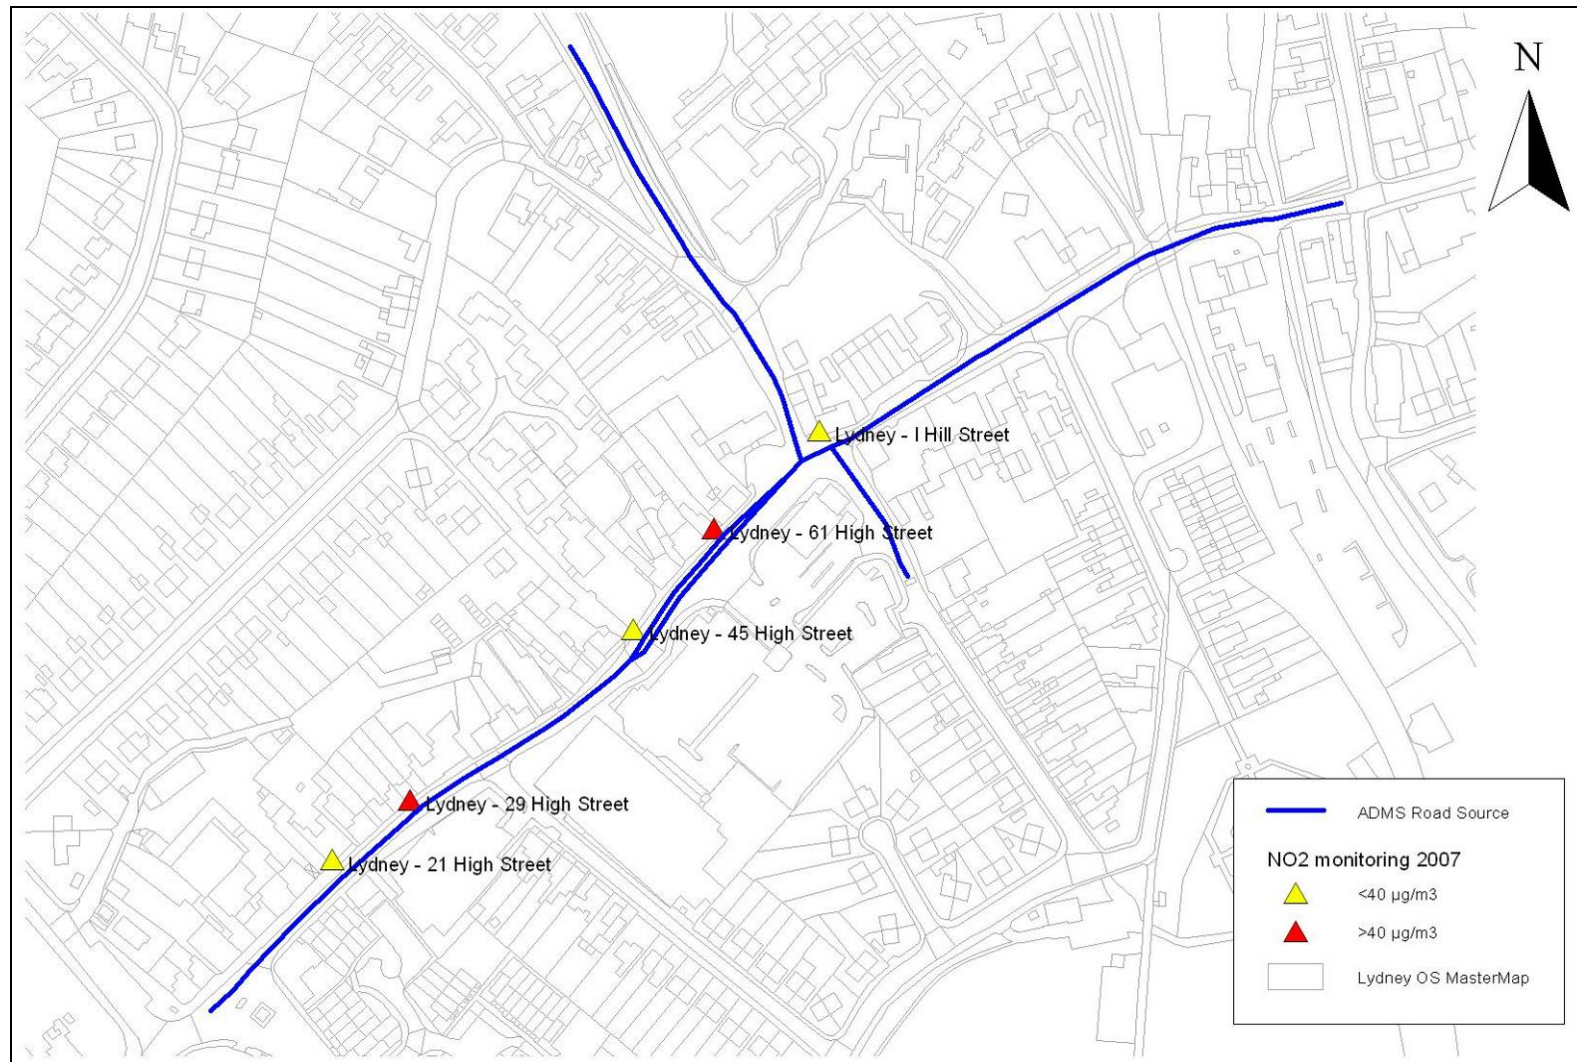 N
Lydney - I Hill Street
Lydney - 61 High Street
Lydney - 45 High Street
Lydney - 29 High Street
Lydney - 21 High Street
ADMS Road Source
NO2 monitoring 2007
<40 µg/m3
>40 µg/m3
Lydney OS MasterMap